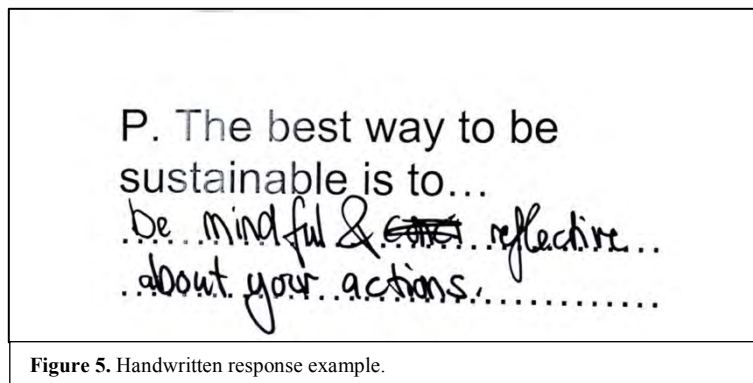 P. The best way to be
sustainable is to...
be mindful & reflective
about your actions.
Figure 5. Handwritten response example.